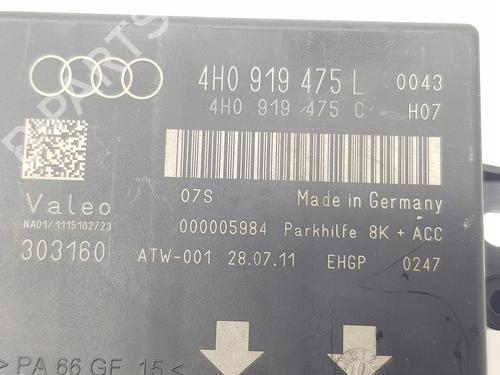 4H0 919 475 L 0043
4H0 919 475 C H07
07S Made in Germany
Valeo
NA01/1115102723
000005984 Parkhilfe 8K + ACC
303160
ATW-001 28.07.11 EHGP 0247
>PA 66 GF 15<